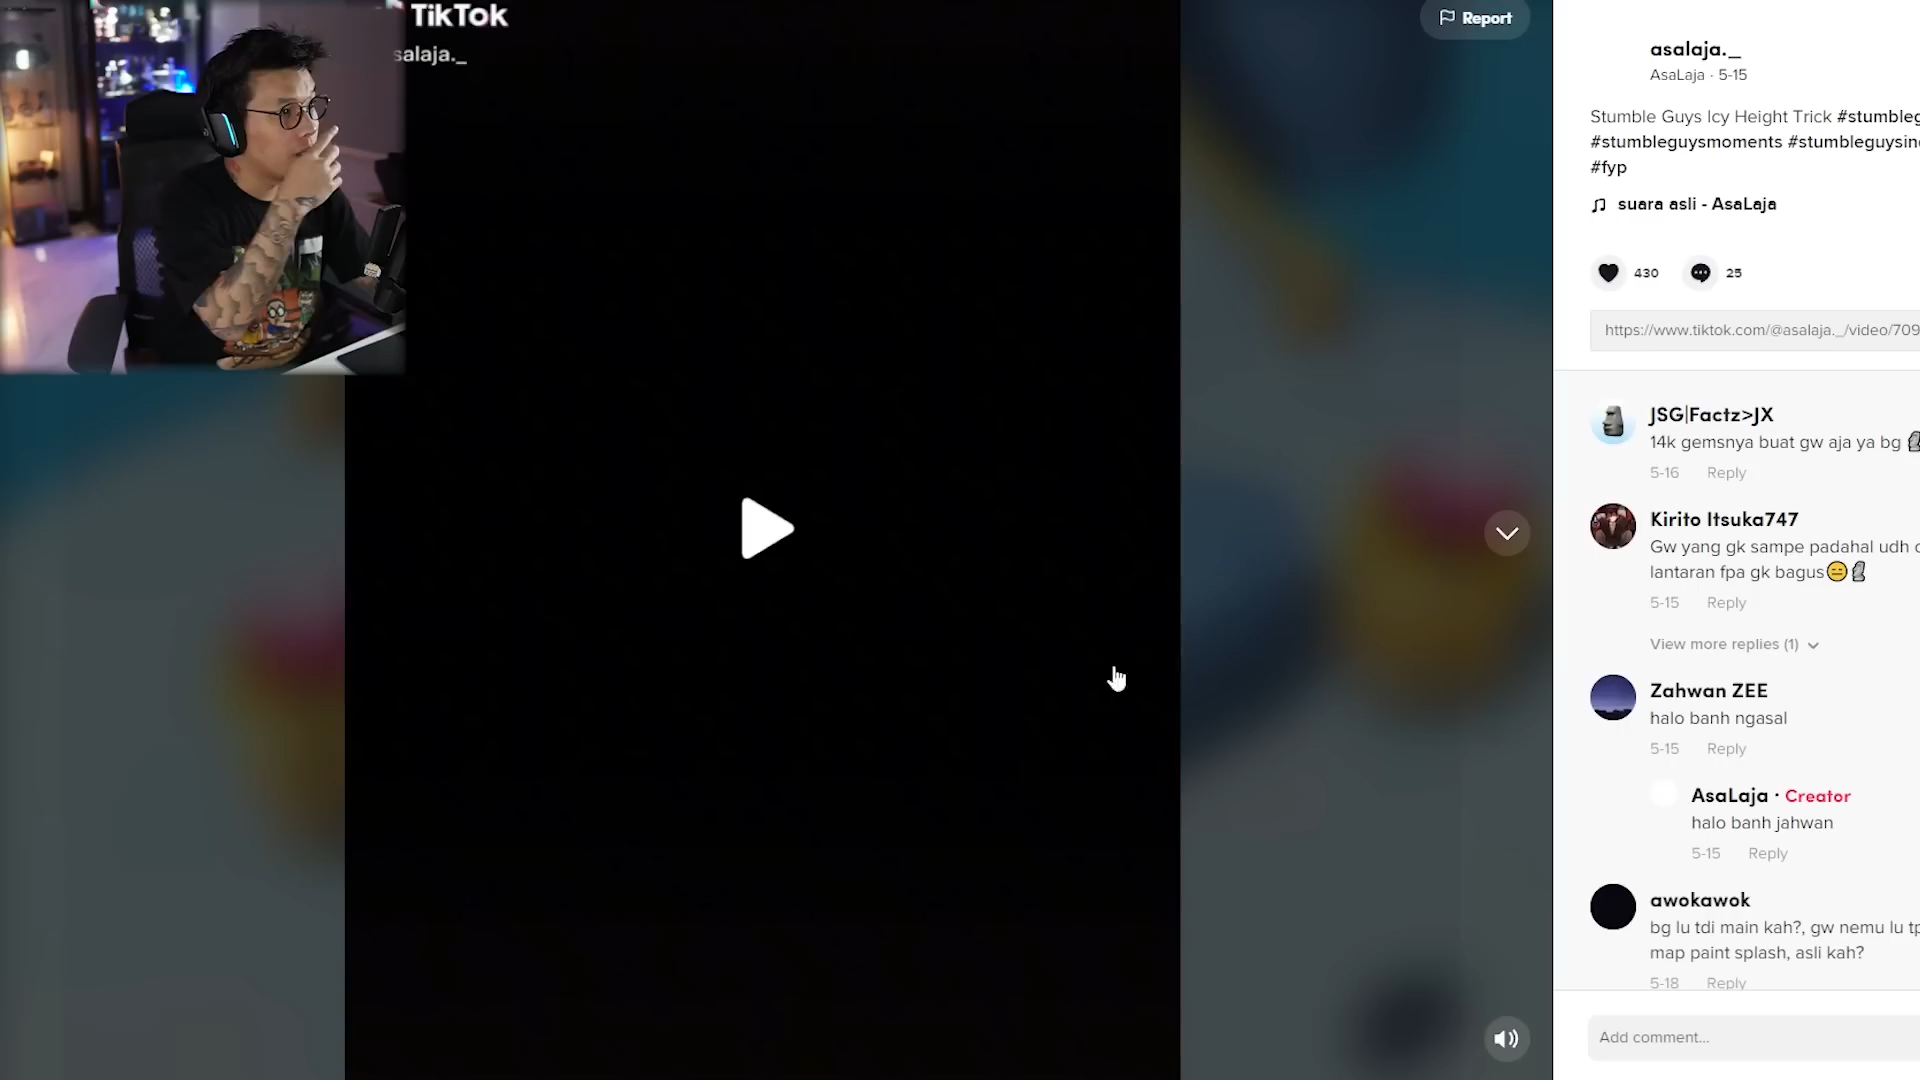 TikTok
salaja._
Report
asalaja._
AsaLaja · 5-15
Stumble Guys Icy Height Trick
#stumbleguysmoments
#fyp
suara asli - AsaLaja
430
25
https://www.tiktok.com/@asalaja._/video/709
JSG|Factz>JX
14k gemsnya buat gw aja ya bg
5-16 Reply
Kirito Itsuka747
Gw yang gk sampe padahal udh
lantaran fpa gk bagus😑🗿
5-15 Reply
View more replies (1)
Zahwan ZEE
halo banh ngasal
5-15 Reply
AsaLaja · Creator
halo banh jahwan
5-15 Reply
awokawok
bg lu tdi main kah?, gw nemu lu
map paint splash, asli kah?
5-18 Reply
Add comment...